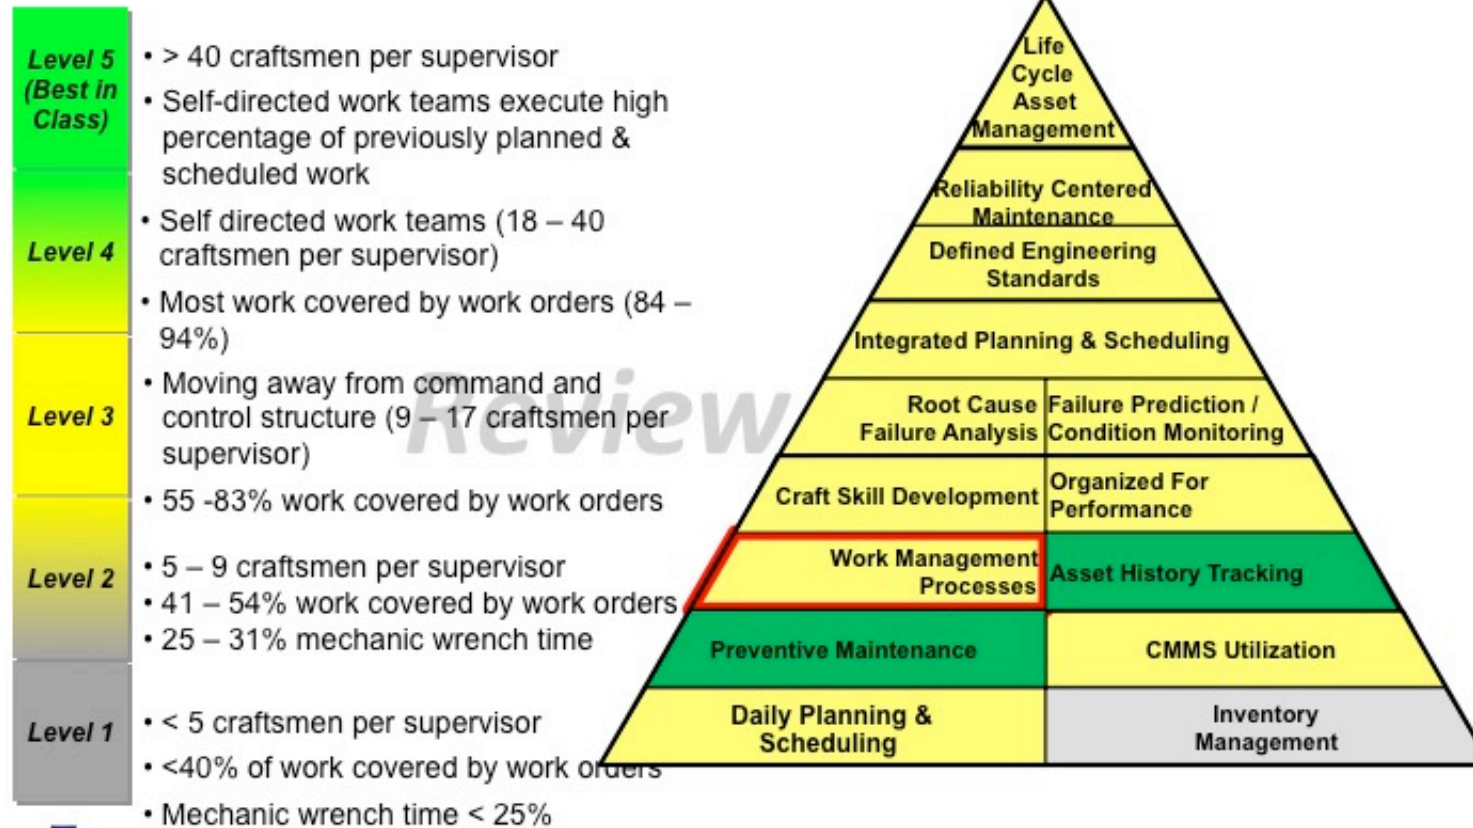 Level 5
(Best in
Class)
• > 40 craftsmen per supervisor
• Self-directed work teams execute high
percentage of previously planned &
scheduled work
Level 4
• Self directed work teams (18 – 40
craftsmen per supervisor)
• Most work covered by work orders (84 –
94%)
Level 3
• Moving away from command and
control structure (9 – 17 craftsmen per
supervisor)
• 55 -83% work covered by work orders
Level 2
• 5 – 9 craftsmen per supervisor
• 41 – 54% work covered by work orders
• 25 – 31% mechanic wrench time
Level 1
• < 5 craftsmen per supervisor
• <40% of work covered by work orders
• Mechanic wrench time < 25%
Review
Life
Cycle
Asset
Management
Reliability Centered
Maintenance
Defined Engineering
Standards
Integrated Planning & Scheduling
Root Cause
Failure Analysis
Failure Prediction /
Condition Monitoring
Craft Skill Development
Organized For
Performance
Work Management
Processes
Asset History Tracking
Preventive Maintenance
CMMS Utilization
Daily Planning &
Scheduling
Inventory
Management